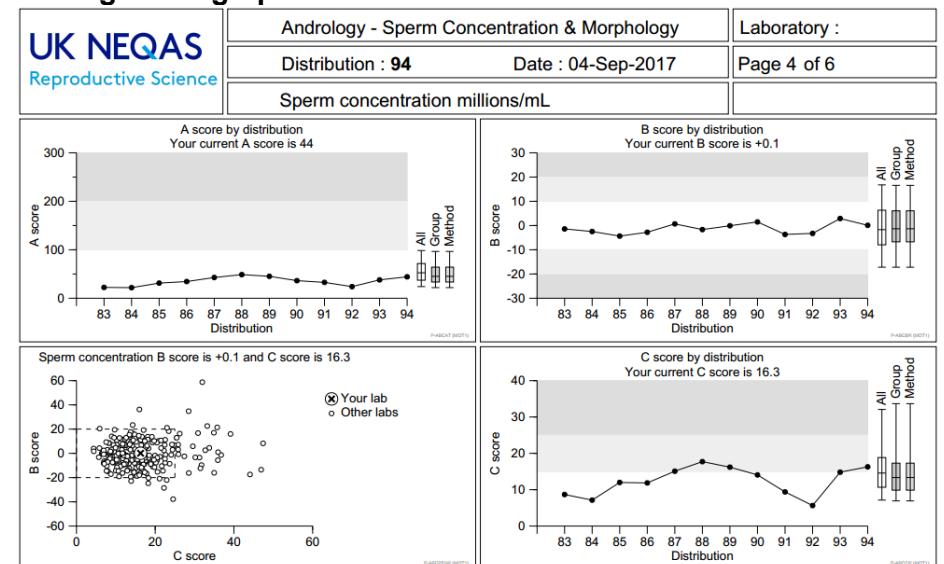 UK NEQAS
Reproductive Science
Andrology - Sperm Concentration & Morphology
Laboratory :
Distribution : 94
Date : 04-Sep-2017
Page 4 of 6
Sperm concentration millions/mL
A score by distribution
Your current A score is 44
300
200
100
0
A score
83 84 85 86 87 88 89 90 91 92 93 94
Distribution
All
Group
Method
B score by distribution
Your current B score is +0.1
30
20
10
0
-10
-20
-30
B score
83 84 85 86 87 88 89 90 91 92 93 94
Distribution
All
Group
Method
Sperm concentration B score is +0.1 and C score is 16.3
60
40
20
0
-20
-40
-60
B score
0 20 40 60
C score
Your lab
Other labs
C score by distribution
Your current C score is 16.3
40
30
20
10
0
C score
83 84 85 86 87 88 89 90 91 92 93 94
Distribution
All
Group
Method